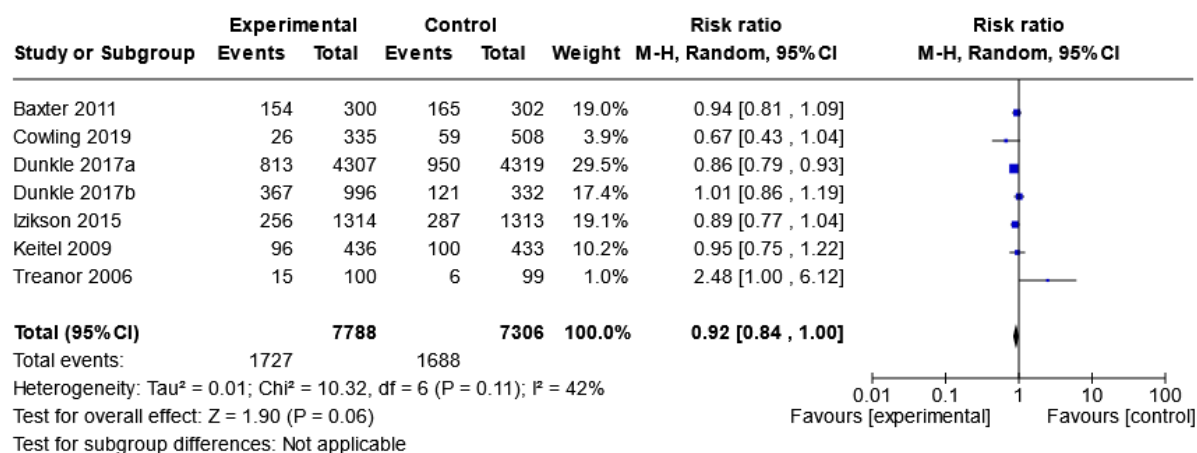 Experimental Control Risk ratio Risk ratio
Study or Subgroup Events Total Events Total Weight M-H, Random, 95% CI M-H, Random, 95% CI
Baxter 2011 154 300 165 302 19.0% 0.94 [0.81 , 1.09]
Cowling 2019 26 335 59 508 3.9% 0.67 [0.43 , 1.04]
Dunkle 2017a 813 4307 950 4319 29.5% 0.86 [0.79 , 0.93]
Dunkle 2017b 367 996 121 332 17.4% 1.01 [0.86 , 1.19]
Izikson 2015 256 1314 287 1313 19.1% 0.89 [0.77 , 1.04]
Keitel 2009 96 436 100 433 10.2% 0.95 [0.75 , 1.22]
Treanor 2006 15 100 6 99 1.0% 2.48 [1.00 , 6.12]
Total (95% CI) 7788 7306 100.0% 0.92 [0.84 , 1.00]
Total events: 1727 1688
Heterogeneity: Tau² = 0.01; Chi² = 10.32, df = 6 (P = 0.11); I² = 42%
Test for overall effect: Z = 1.90 (P = 0.06)
Test for subgroup differences: Not applicable
0.01 0.1 1 10 100
Favours [experimental] Favours [control]